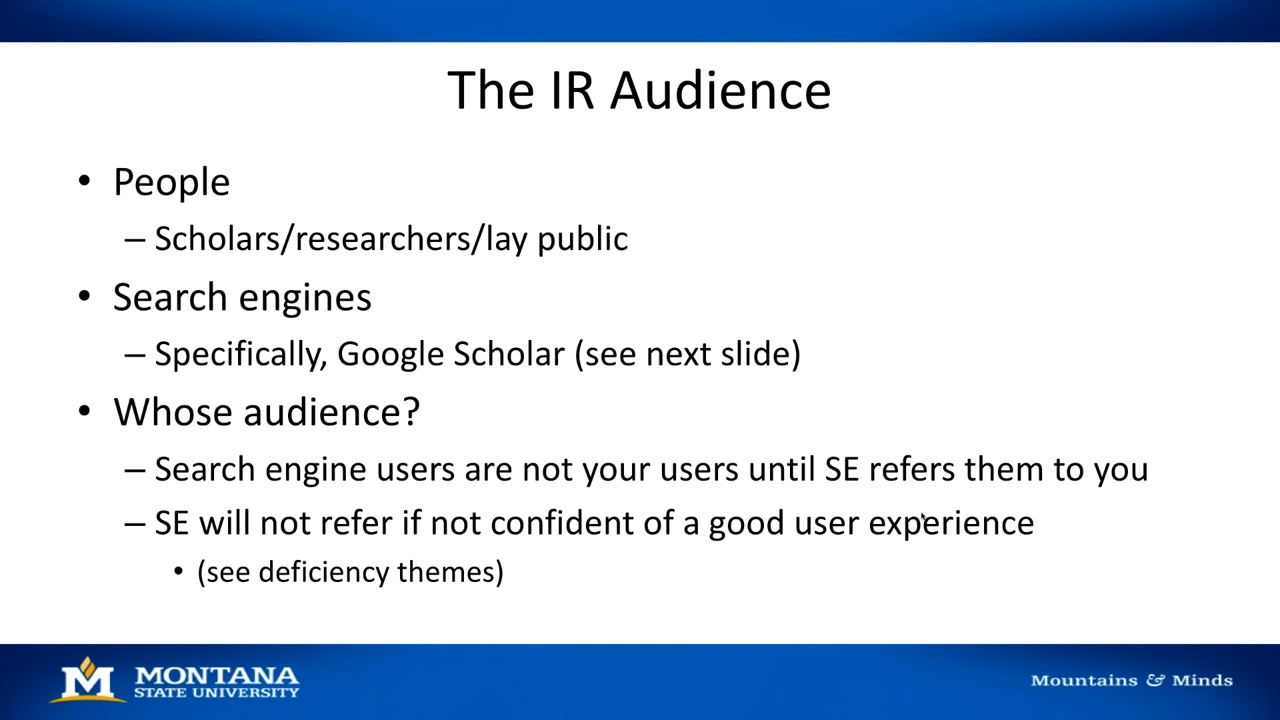 The IR Audience
• People
– Scholars/researchers/lay public
• Search engines
– Specifically, Google Scholar (see next slide)
• Whose audience?
– Search engine users are not your users until SE refers them to you
– SE will not refer if not confident of a good user experience
• (see deficiency themes)
M MONTANA
STATE UNIVERSITY
Mountains & Minds